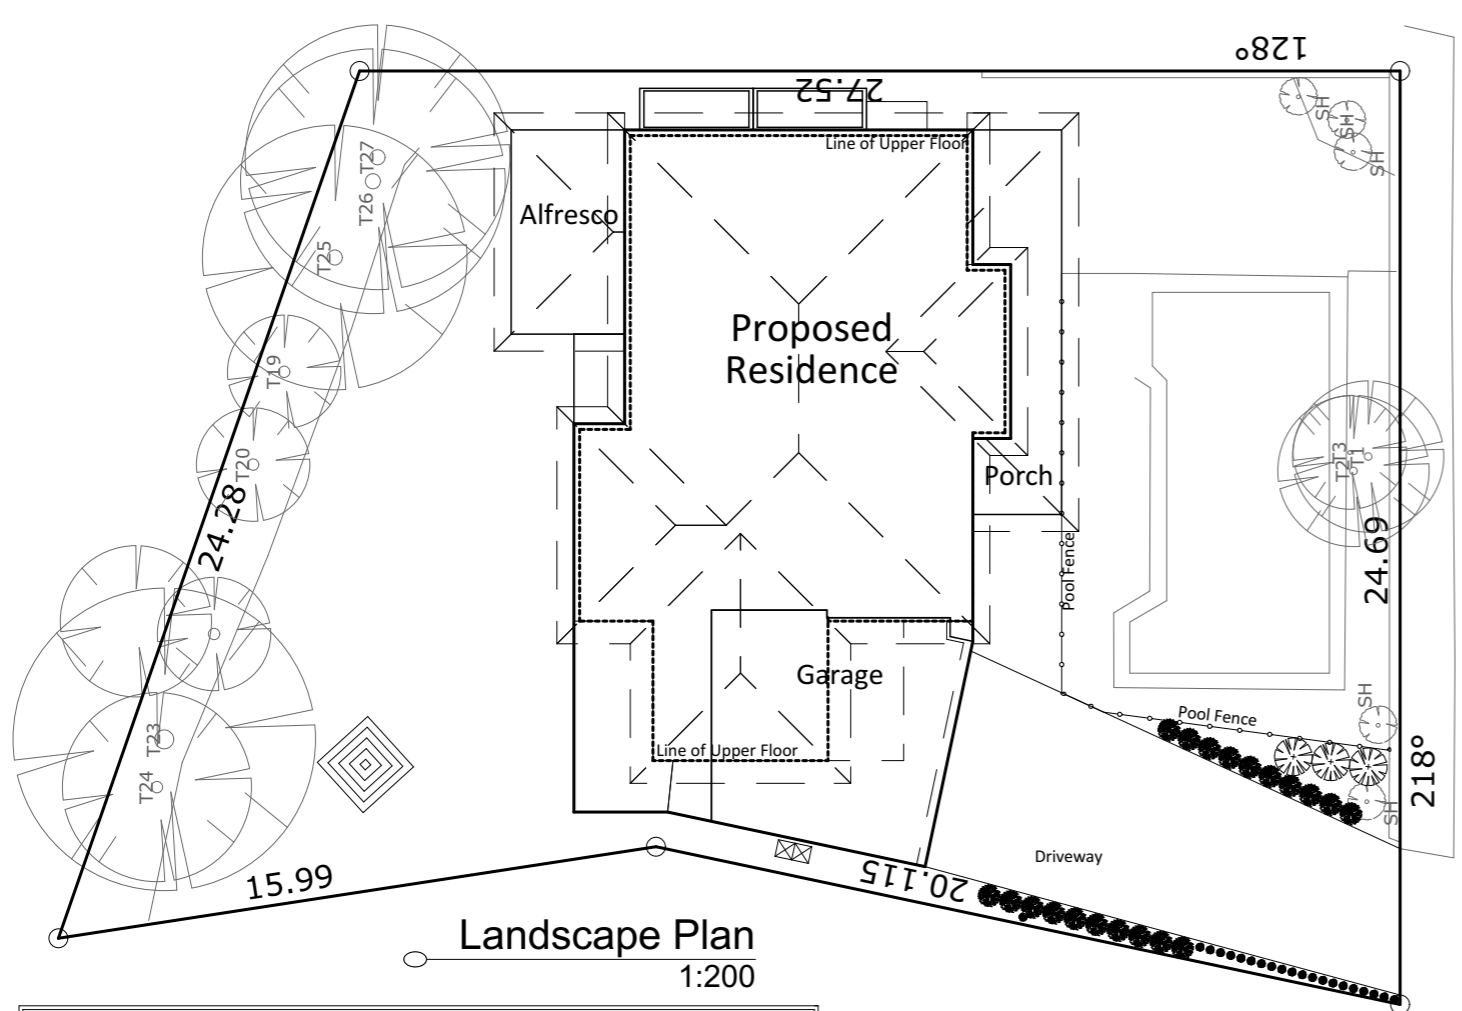 128°
27.52
SH
SH
SH
Line of Upper Floor
T27
T26
T25
Alfresco
Proposed
Residence
T19
T20
24.28
T2
T3
T1
Porch
24.69
Pool Fence
Garage
Pool Fence
SH
Line of Upper Floor
T23
T24
218°
SH
Driveway
15.99
20.115
Landscape Plan
1:200